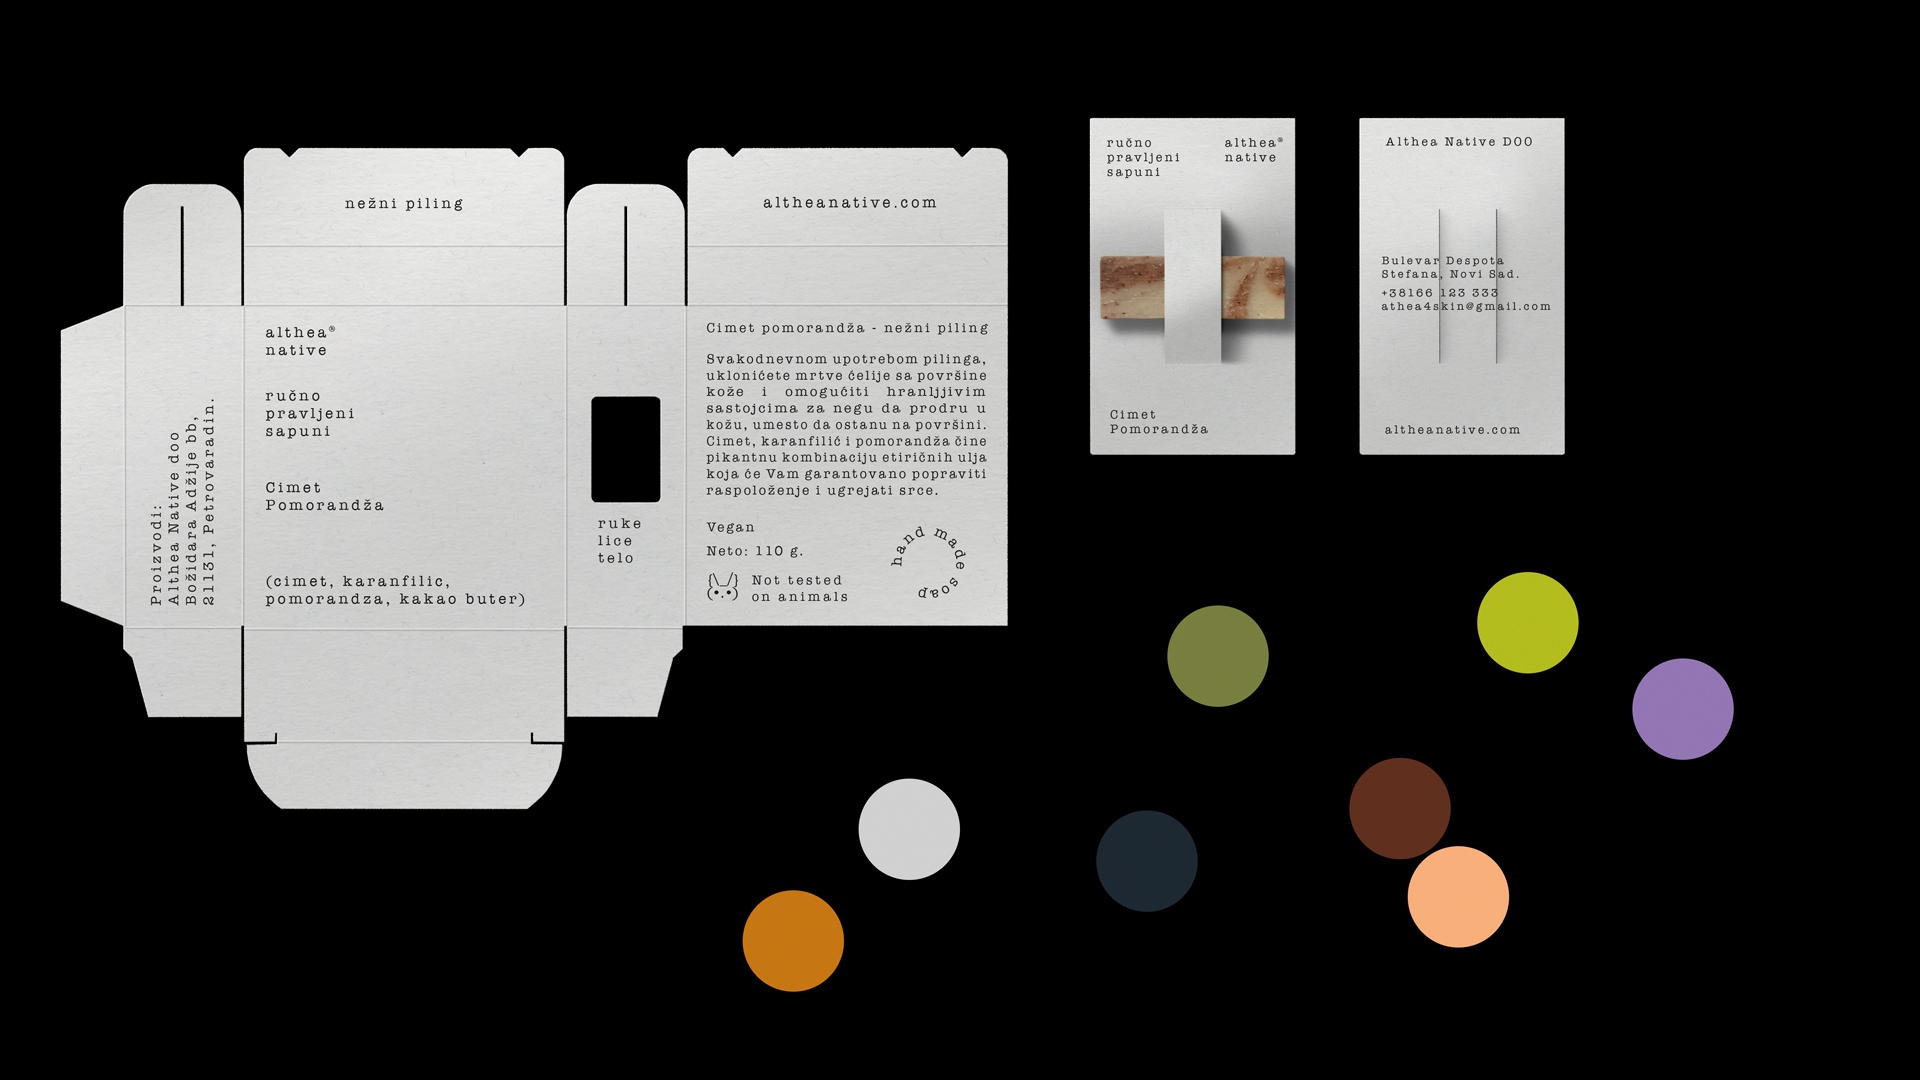 nežni piling
altheanative.com
Proizvodi:
Althea Native doo
Božidara Adžije bb,
21131, Petrovaradin.
althea®
native
ručno
pravljeni
sapuni
Cimet
Pomorandža
(cimet, karanfilic,
pomorandza, kakao buter)
ruke
lice
telo
Cimet pomorandža - nežni piling
Svakodnevnom upotrebom pilinga,
uklonićete mrtve ćelije sa površine
kože i omogućiti hranljjivim
sastojcima za negu da prodru u
kožu, umesto da ostanu na površini.
Cimet, karanfilić i pomorandža čine
pikantnu kombinaciju etiričnih ulja
koja će Vam garantovano popraviti
raspoloženje i ugrejati srce.
Vegan
Neto: 110 g.
Not tested
on animals
hand made soap
ručno
pravljeni
sapuni
althea®
native
Cimet
Pomorandža
Althea Native DOO
Bulevar Despota
Stefana, Novi Sad.
+38166 123 333
athea4skin@gmail.com
altheanative.com